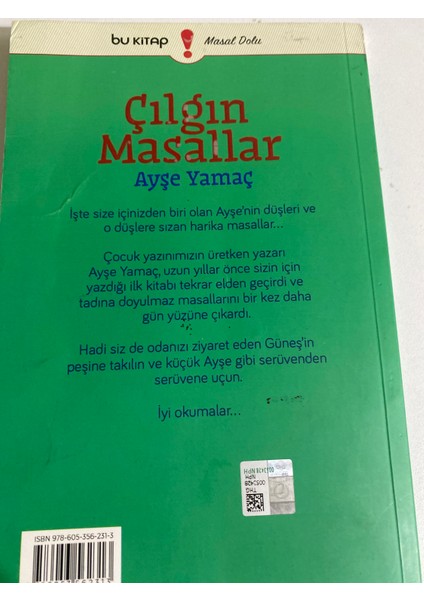 bu kitap ! Masal Dolu
Çılgın
Masallar
Ayşe Yamaç
İşte size içinizden biri olan Ayşe'nin düşleri ve
o düşlere sızan harika masallar...
Çocuk yazınımızın üretken yazarı
Ayşe Yamaç, uzun yıllar önce sizin için
yazdığı ilk kitabı tekrar elden geçirdi ve
tadına doyulmaz masallarını bir kez daha
gün yüzüne çıkardı.
Hadi siz de odanızı ziyaret eden Güneş'in
peşine takılın ve küçük Ayşe gibi serüvenden
serüvene uçun.
İyi okumalar...
ISBN 978-605-356-231-3